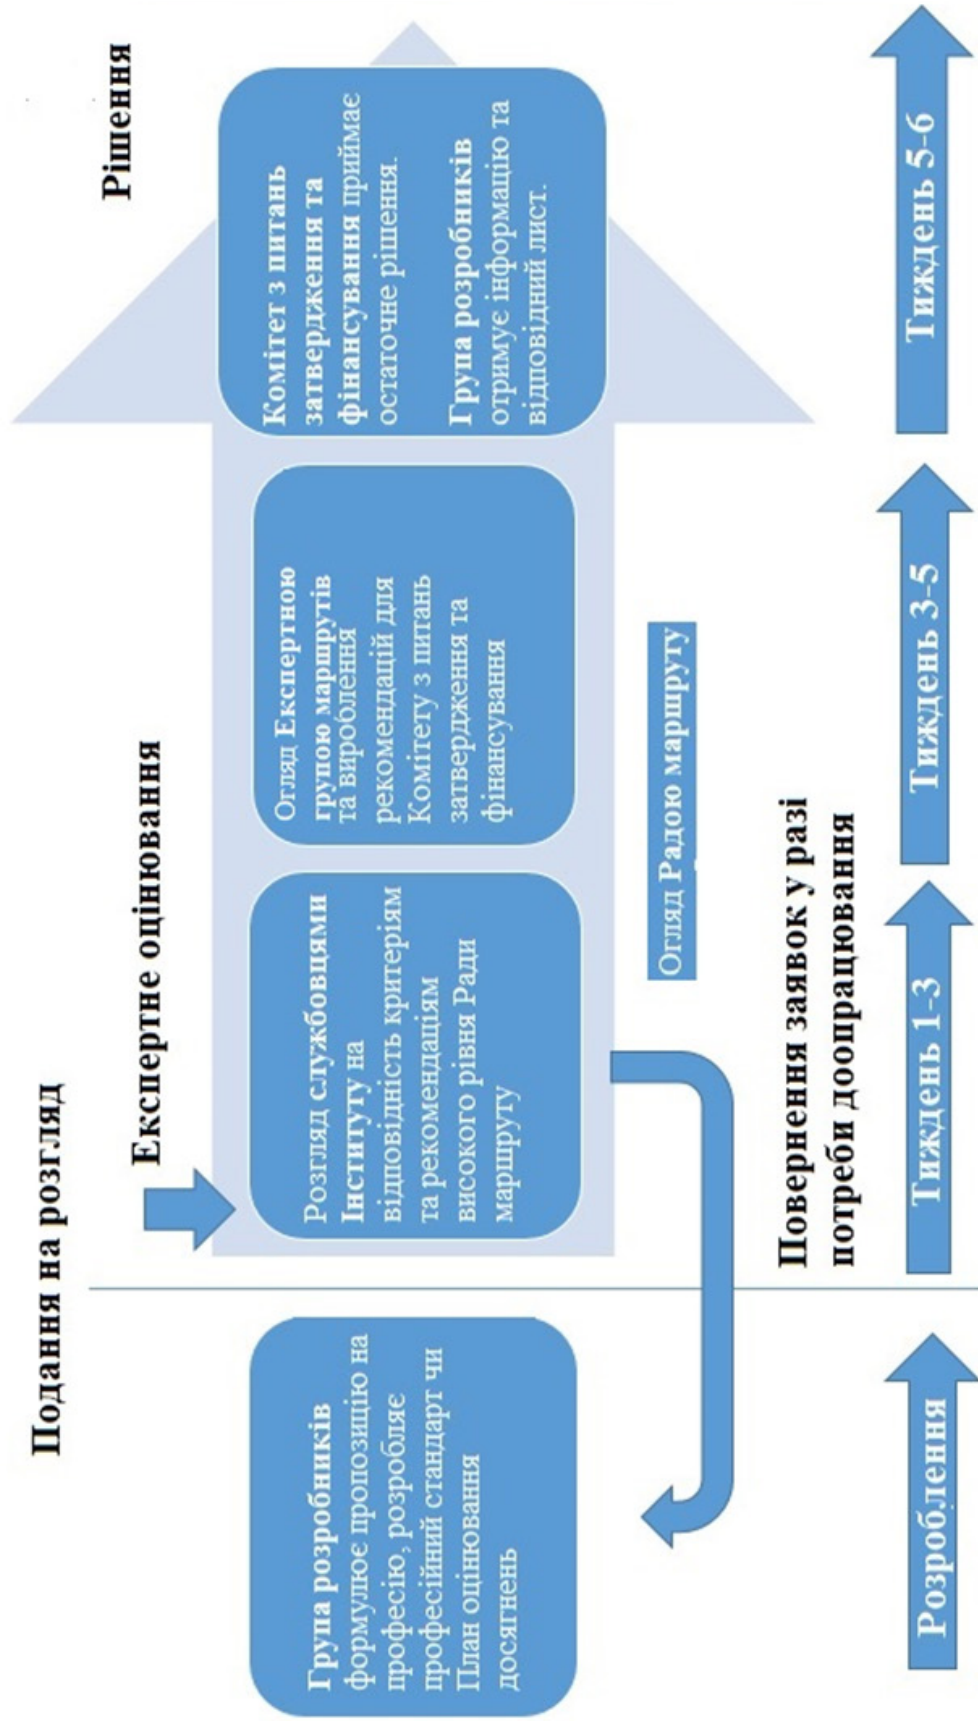 Подання на розгляд
Експертне оцінювання
Рішення
Група розробників
формулює пропозицію на
професію, розробляє
професійний стандарт чи
План оцінювання
досягнень
Розгляд службовцями
Інституту на
відповідність критеріям
та рекомендаціям
високого рівня Ради
маршруту
Огляд Експертною
групою маршрутів
та вироблення
рекомендацій для
Комітету з питань
затвердження та
фінансування
Комітет з питань
затвердження та
фінансування приймає
остаточне рішення.
Група розробників
отримує інформацію та
відповідний лист.
Огляд Радою маршруту
Повернення заявок у разі
потреби доопрацювання
Розроблення
Тиждень 1-3
Тиждень 3-5
Тиждень 5-6